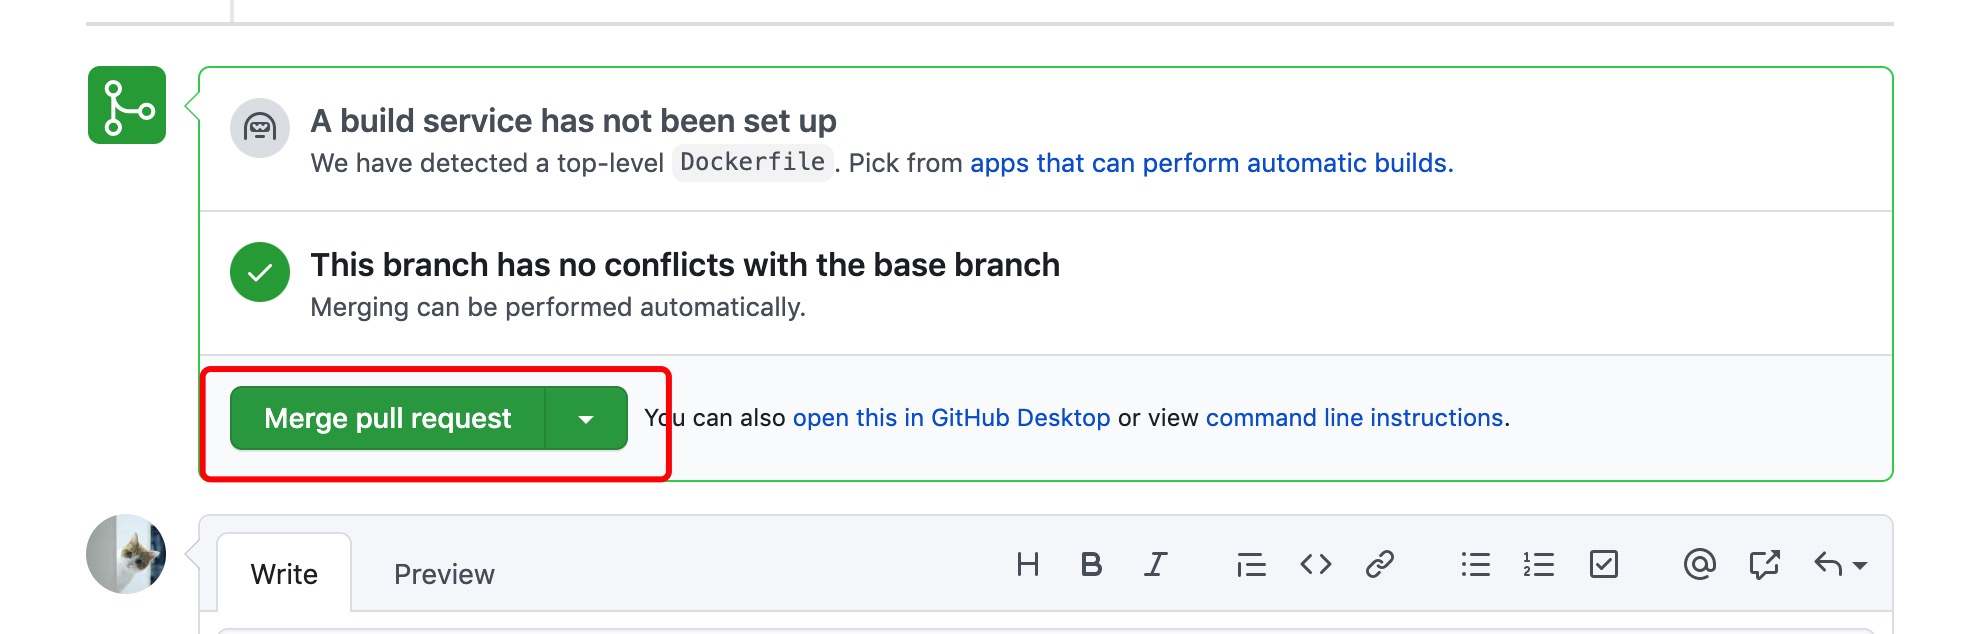 A build service has not been set up
We have detected a top-level Dockerfile. Pick from apps that can perform automatic builds.
This branch has no conflicts with the base branch
Merging can be performed automatically.
Merge pull request You can also open this in GitHub Desktop or view command line instructions.
Write Preview